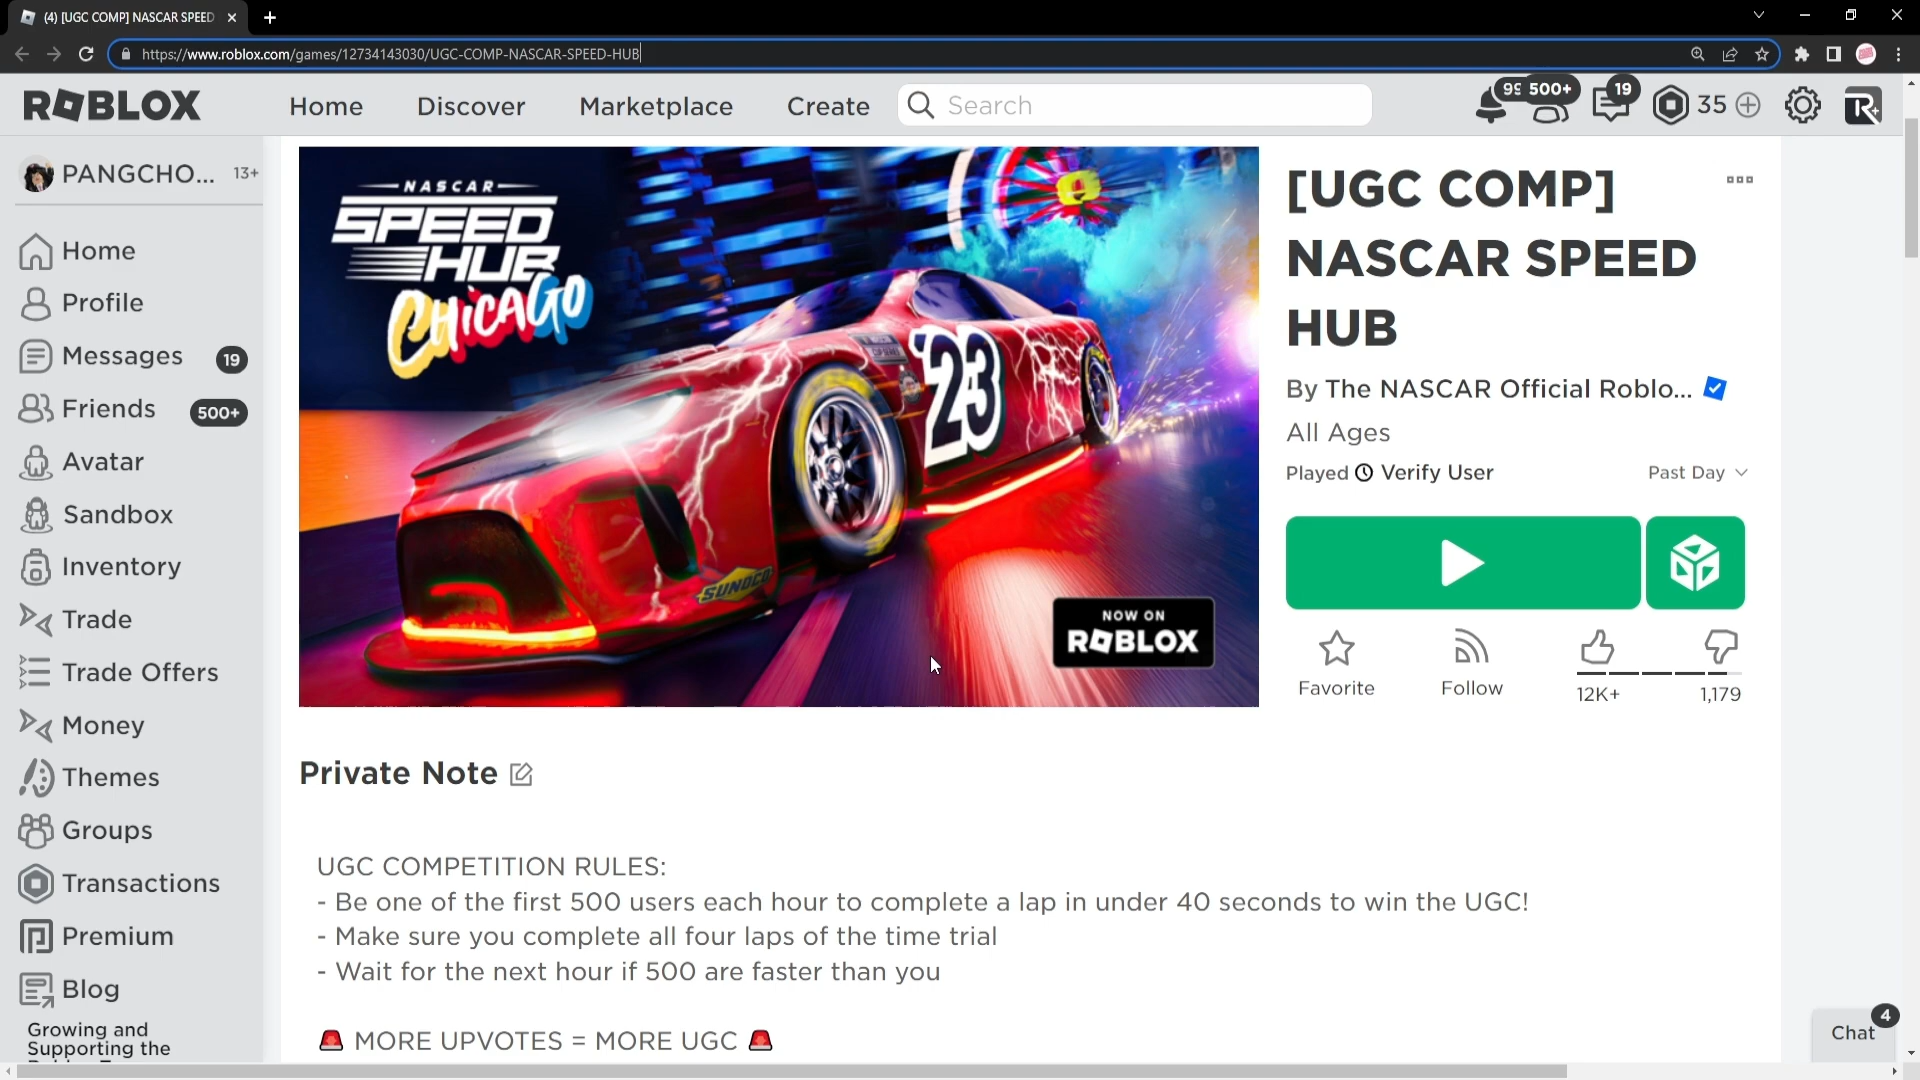 (4) [UGC COMP] NASCAR SPEED
https://www.roblox.com/games/12734143030/UGC-COMP-NASCAR-SPEED-HUB
ROBLOX
Home
Discover
Marketplace
Create
Search
99
500+
19
35
PANGCHO...
13+
Home
Profile
Messages
19
Friends
500+
Avatar
Sandbox
Inventory
Trade
Trade Offers
Money
Themes
Groups
Transactions
Premium
Blog
Growing and
Supporting the
NASCAR
SPEED
HUB
CHICAGO
'23
SUNOCO
NOW ON
ROBLOX
[UGC COMP]
NASCAR SPEED
HUB
By The NASCAR Official Roblo...
All Ages
Played Verify User
Past Day
Favorite
Follow
12K+
1,179
Private Note
UGC COMPETITION RULES:
- Be one of the first 500 users each hour to complete a lap in under 40 seconds to win the UGC!
- Make sure you complete all four laps of the time trial
- Wait for the next hour if 500 are faster than you
🚨 MORE UPVOTES = MORE UGC 🚨
Chat
4